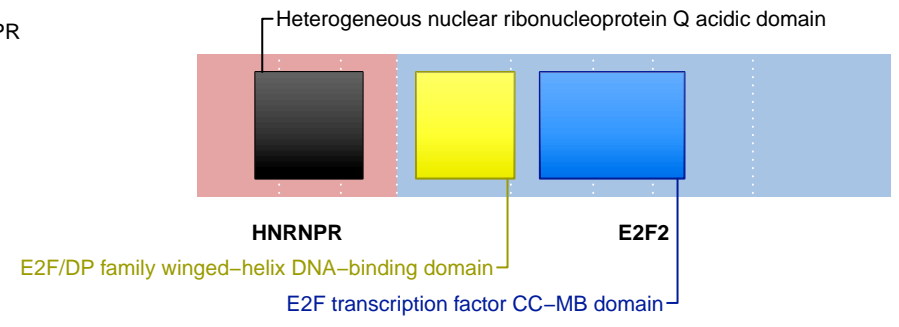 Heterogeneous nuclear ribonucleoprotein Q acidic domain
PR
HNRNPR E2F2
E2F/DP family winged−helix DNA−binding domain
E2F transcription factor CC−MB domain